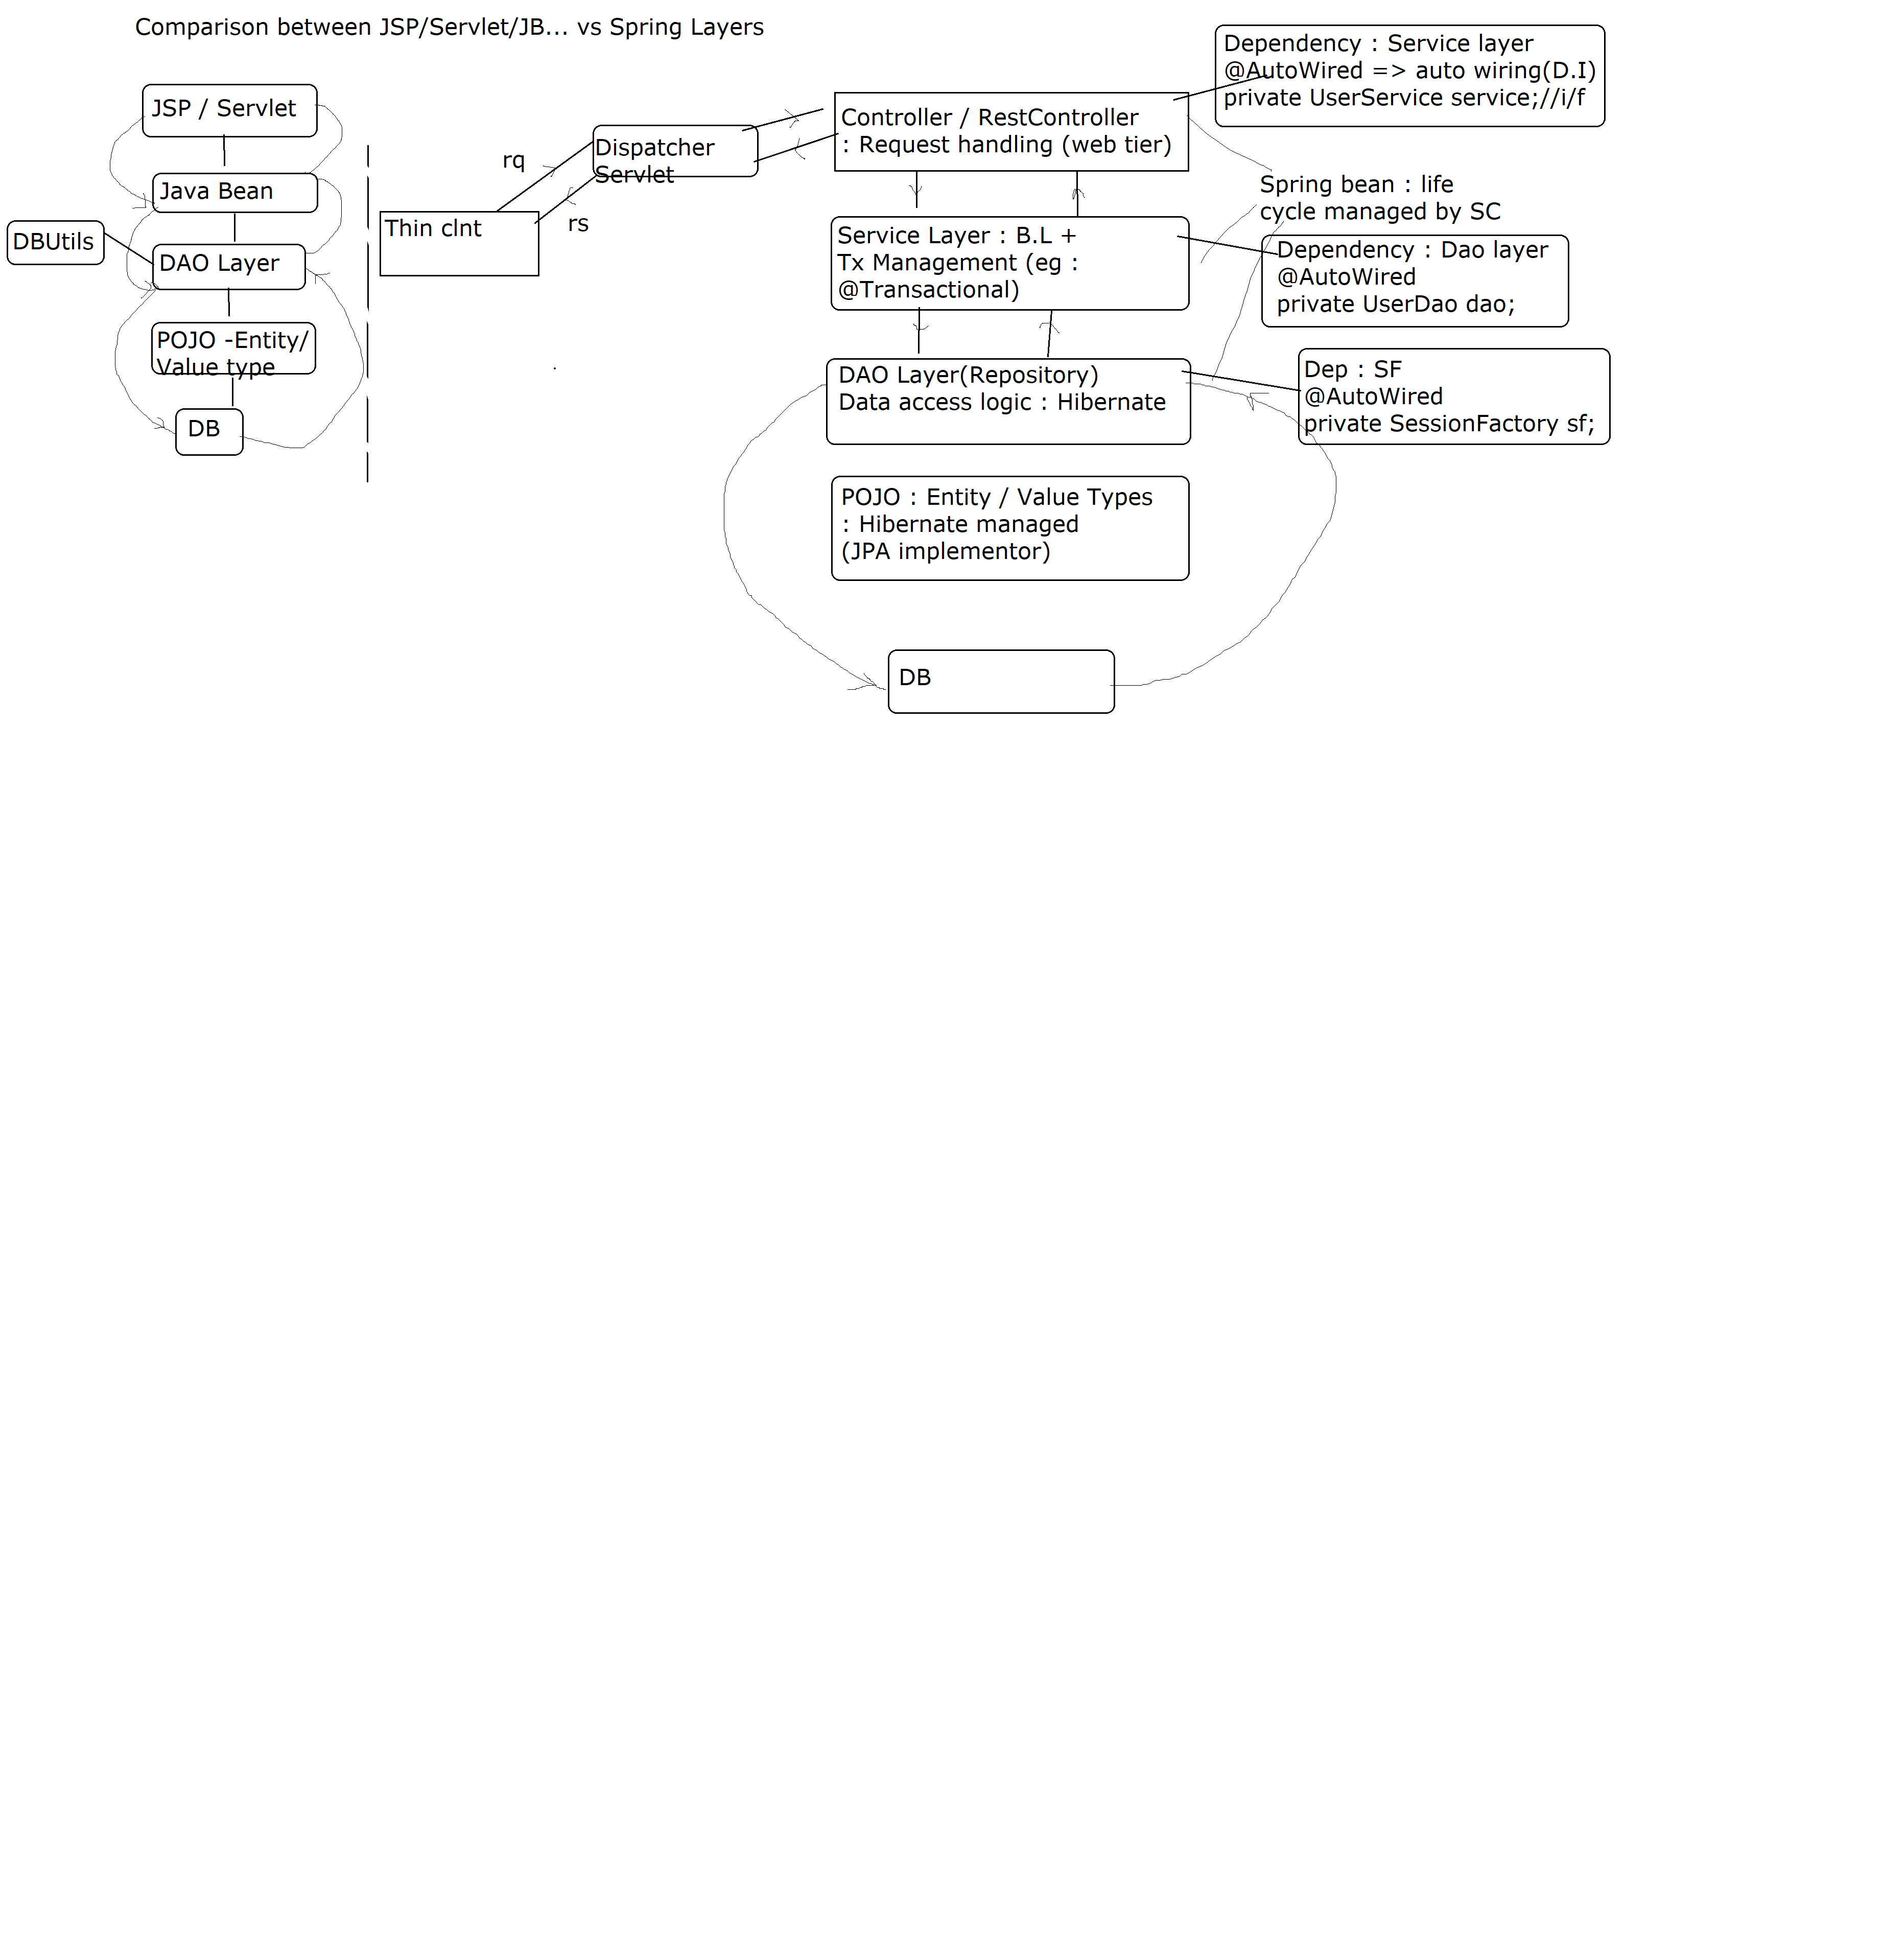 Comparison between JSP/Servlet/JB... vs Spring Layers
JSP / Servlet
Java Bean
DBUtils
DAO Layer
POJO -Entity/
Value type
DB
Thin clnt
rq
rs
Dispatcher
Servlet
Controller / RestController
: Request handling (web tier)
Dependency : Service layer
@AutoWired => auto wiring(D.I)
private UserService service;//i/f
Spring bean : life
cycle managed by SC
Service Layer : B.L +
Tx Management (eg :
@Transactional)
Dependency : Dao layer
@AutoWired
private UserDao dao;
DAO Layer(Repository)
Data access logic : Hibernate
Dep : SF
@AutoWired
private SessionFactory sf;
POJO : Entity / Value Types
: Hibernate managed
(JPA implementor)
DB